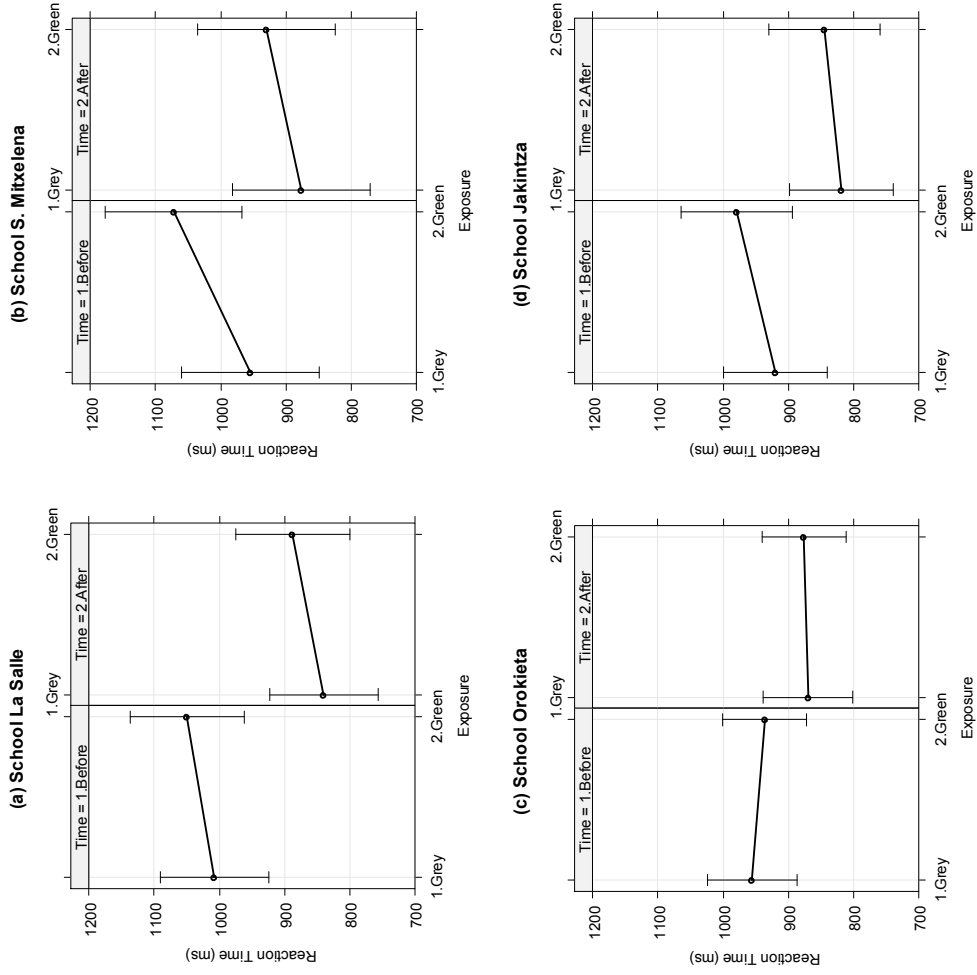 (a) School La Salle
1.Grey 2.Green
Time = 1.Before Time = 2.After
1200
1100
1000
900
800
700
Reaction Time (ms)
1.Grey 2.Green
Exposure
(b) School S. Mitxelena
1.Grey 2.Green
Time = 1.Before Time = 2.After
1200
1100
1000
900
800
700
Reaction Time (ms)
1.Grey 2.Green
Exposure
(c) School Orokieta
1.Grey 2.Green
Time = 1.Before Time = 2.After
1200
1100
1000
900
800
700
Reaction Time (ms)
1.Grey 2.Green
Exposure
(d) School Jakintza
1.Grey 2.Green
Time = 1.Before Time = 2.After
1200
1100
1000
900
800
700
Reaction Time (ms)
1.Grey 2.Green
Exposure